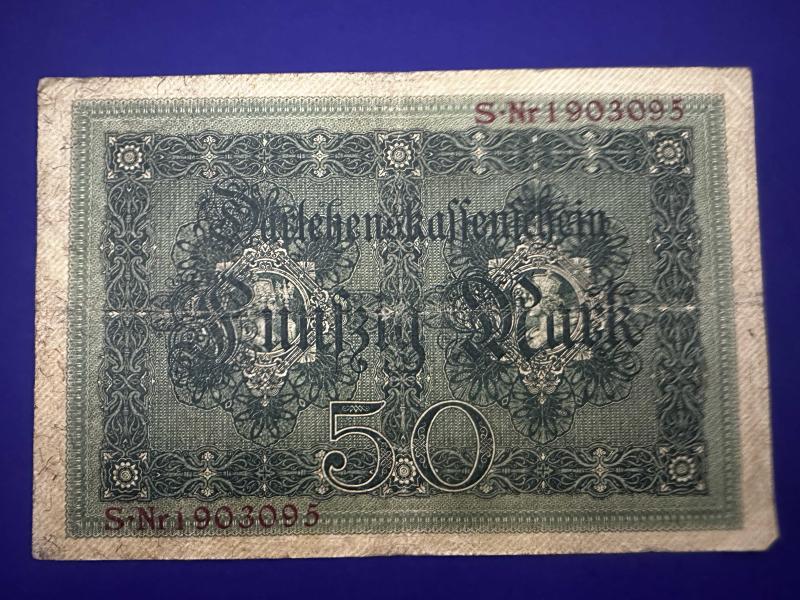 S·Nr1903095
Darlehenskassenschein
Fünfzig Mark
50
S·Nr1903095